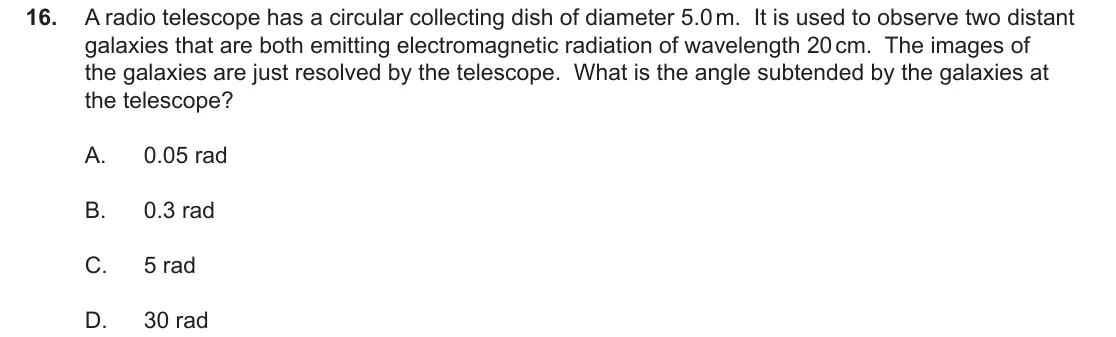 16. A radio telescope has a circular collecting dish of diameter 5.0 m. It is used to observe two distant
galaxies that are both emitting electromagnetic radiation of wavelength 20 cm. The images of
the galaxies are just resolved by the telescope. What is the angle subtended by the galaxies at
the telescope?
A. 0.05 rad
B. 0.3 rad
C. 5 rad
D. 30 rad